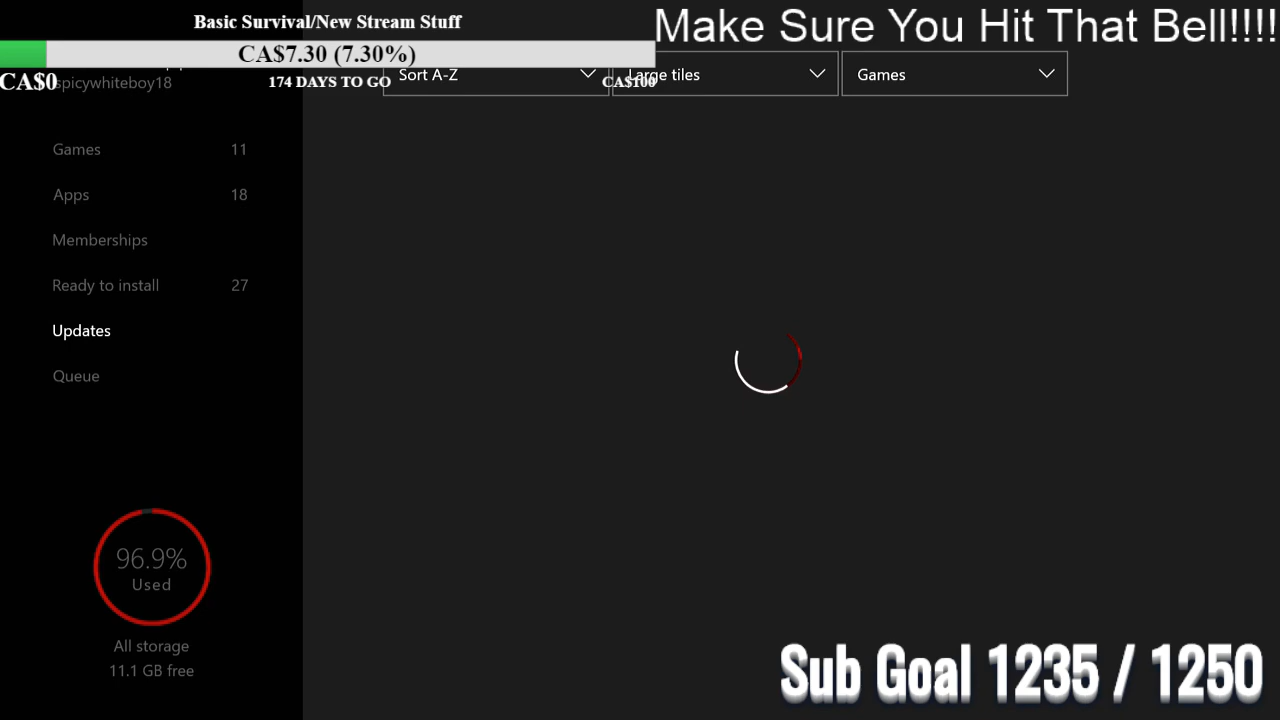 Basic Survival/New Stream Stuff
Make Sure You Hit That Bell!!!!
CA$7.30 (7.30%)
CA$0
174 DAYS TO GO
CA$100
spicywhiteboy18
Sort A-Z
Large tiles
Games
Games 11
Apps 18
Memberships
Ready to install 27
Updates
Queue
96.9%
Used
All storage
11.1 GB free
Sub Goal 1235 / 1250